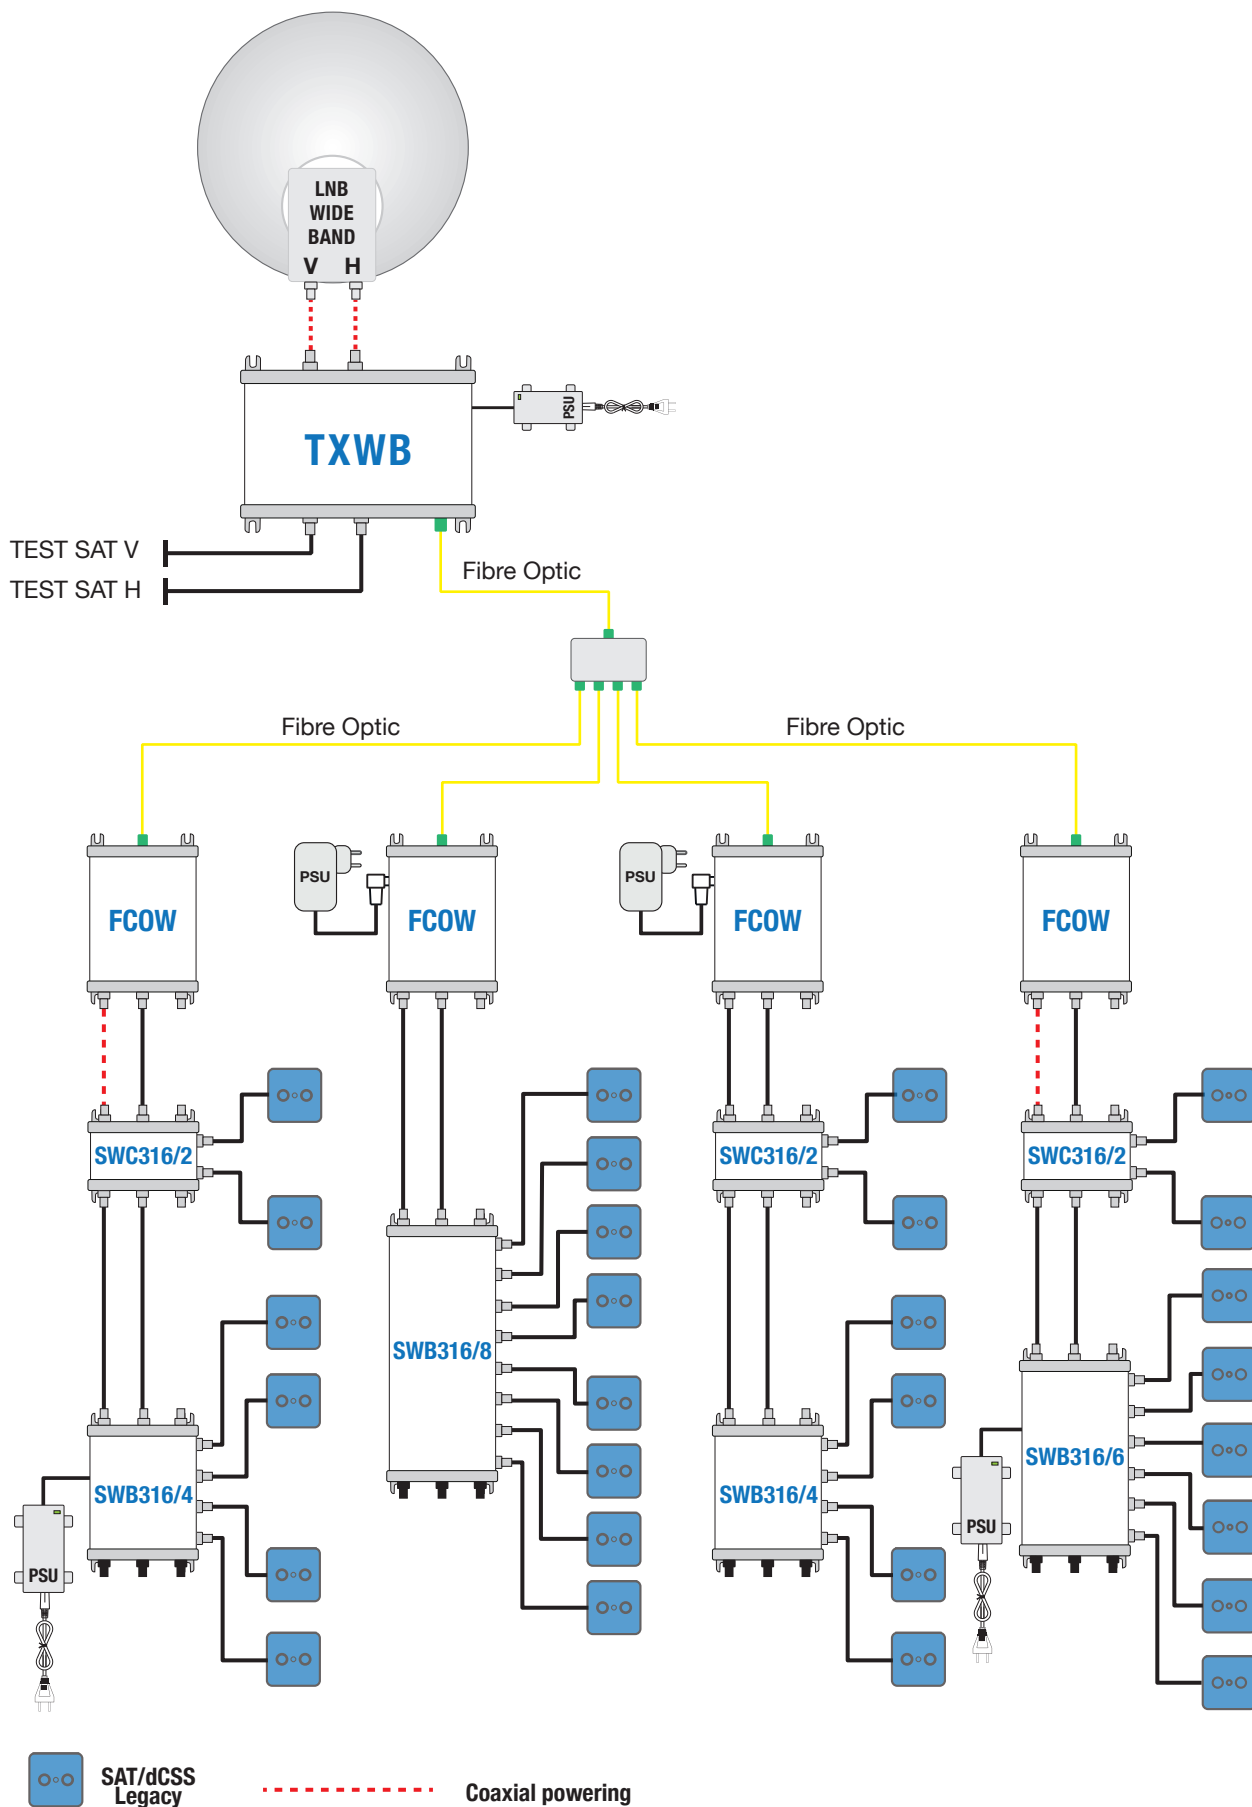 LNB
WIDE
BAND
V H
TXWB
PSU
TEST SAT V
TEST SAT H
Fibre Optic
Fibre Optic
Fibre Optic
PSU
PSU
FCOW
FCOW
FCOW
FCOW
SWC316/2
SWC316/2
SWC316/2
SWB316/8
SWB316/4
SWB316/4
SWB316/6
PSU
PSU
SAT/dCSS
Legacy
Coaxial powering